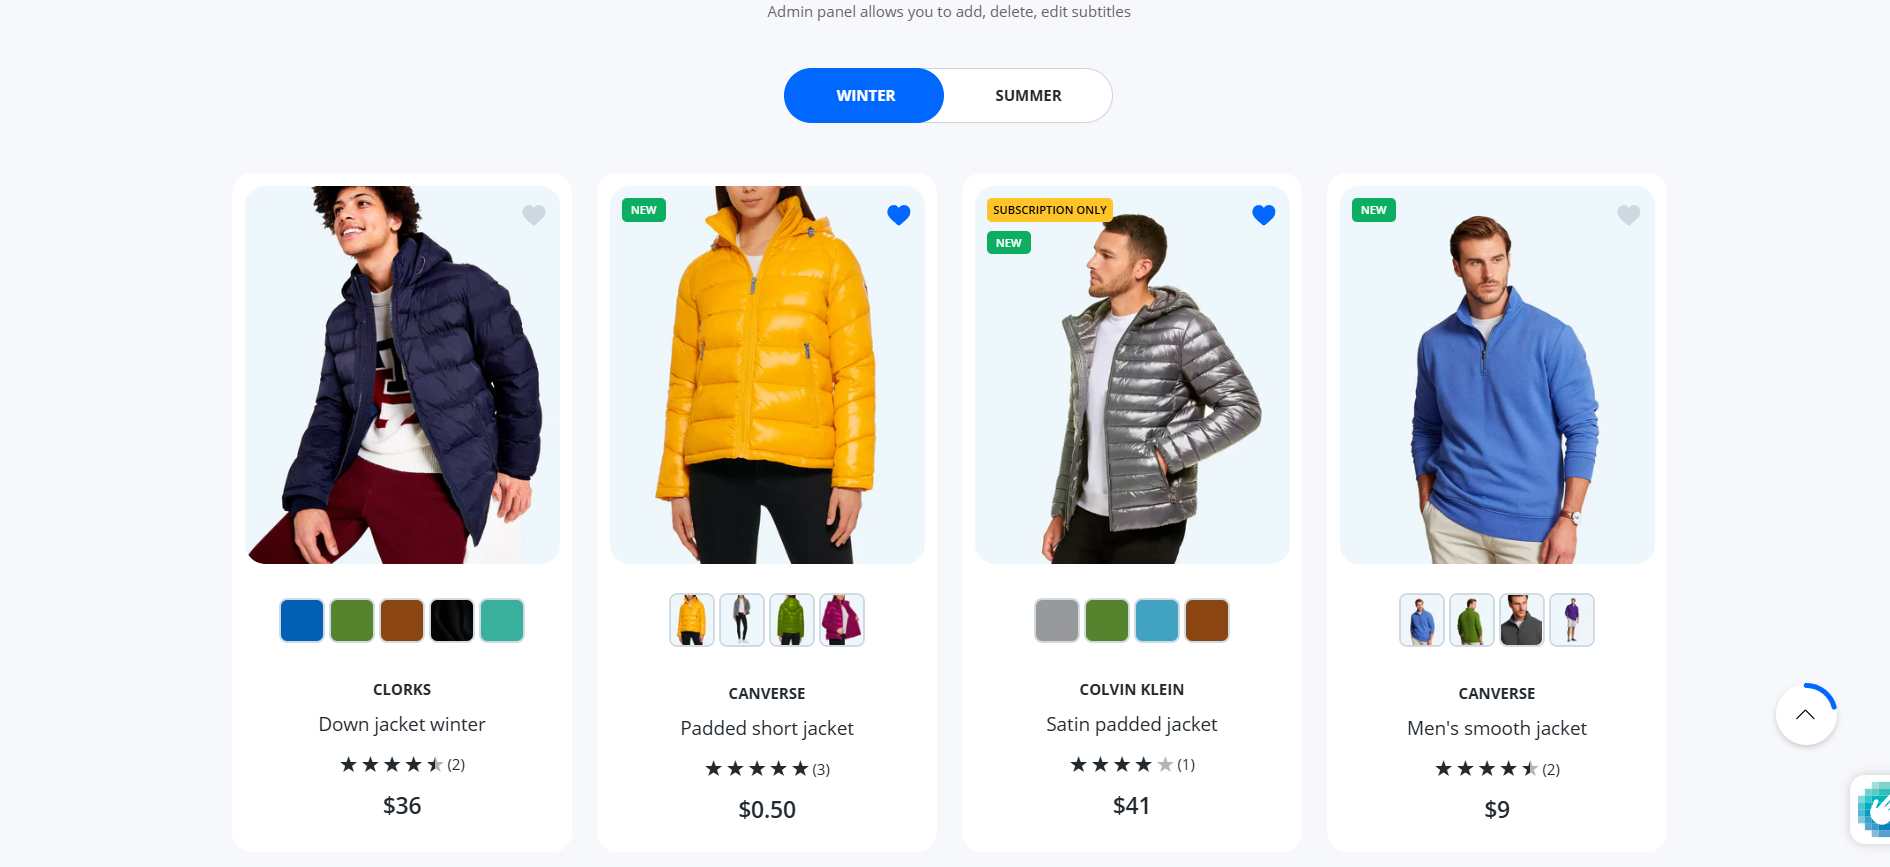 Admin panel allows you to add, delete, edit subtitles
WINTER
SUMMER
CLORKS
Down jacket winter
(2)
$36
NEW
CANVERSE
Padded short jacket
(3)
$0.50
SUBSCRIPTION ONLY
NEW
COLVIN KLEIN
Satin padded jacket
(1)
$41
NEW
CANVERSE
Men's smooth jacket
(2)
$9